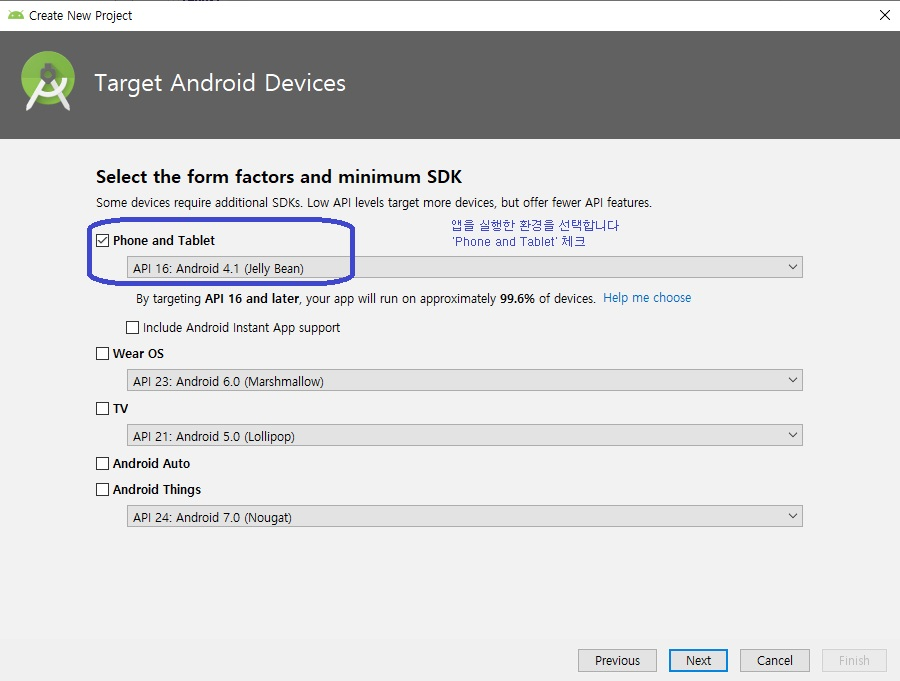 Create New Project
Target Android Devices
Select the form factors and minimum SDK
Some devices require additional SDKs. Low API levels target more devices, but offer fewer API features.
앱을 실행한 환경을 선택합니다
'Phone and Tablet' 체크
Phone and Tablet
API 16: Android 4.1 (Jelly Bean)
By targeting API 16 and later, your app will run on approximately 99.6% of devices. Help me choose
Include Android Instant App support
Wear OS
API 23: Android 6.0 (Marshmallow)
TV
API 21: Android 5.0 (Lollipop)
Android Auto
Android Things
API 24: Android 7.0 (Nougat)
Previous Next Cancel Finish